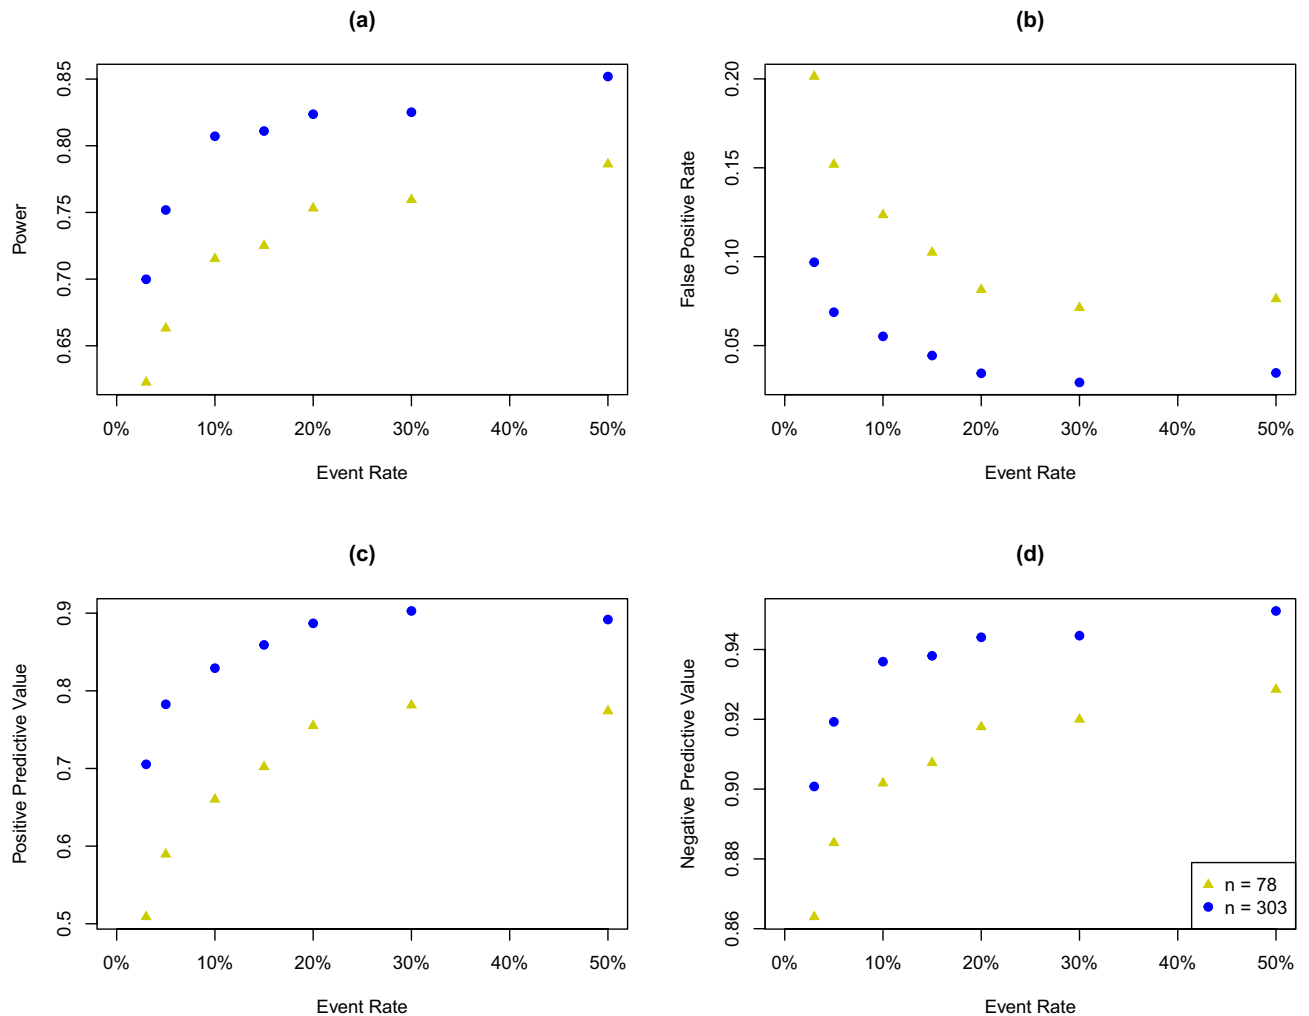 (a)
0.85
0.80
0.75
0.70
0.65
Power
0% 10% 20% 30% 40% 50%
Event Rate
(b)
0.20
0.15
0.10
0.05
False Positive Rate
0% 10% 20% 30% 40% 50%
Event Rate
(c)
0.9
0.8
0.7
0.6
0.5
Positive Predictive Value
0% 10% 20% 30% 40% 50%
Event Rate
(d)
0.94
0.92
0.90
0.88
0.86
Negative Predictive Value
n = 78
n = 303
0% 10% 20% 30% 40% 50%
Event Rate